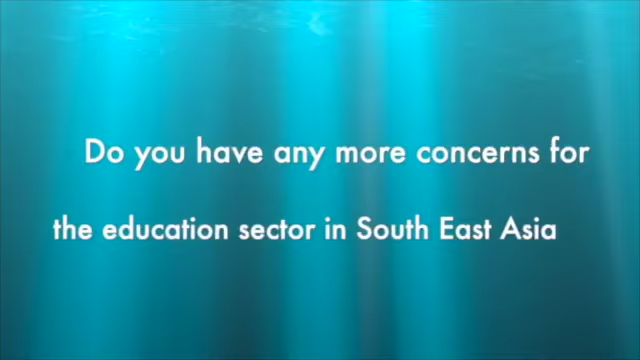 Do you have any more concerns for
the education sector in South East Asia